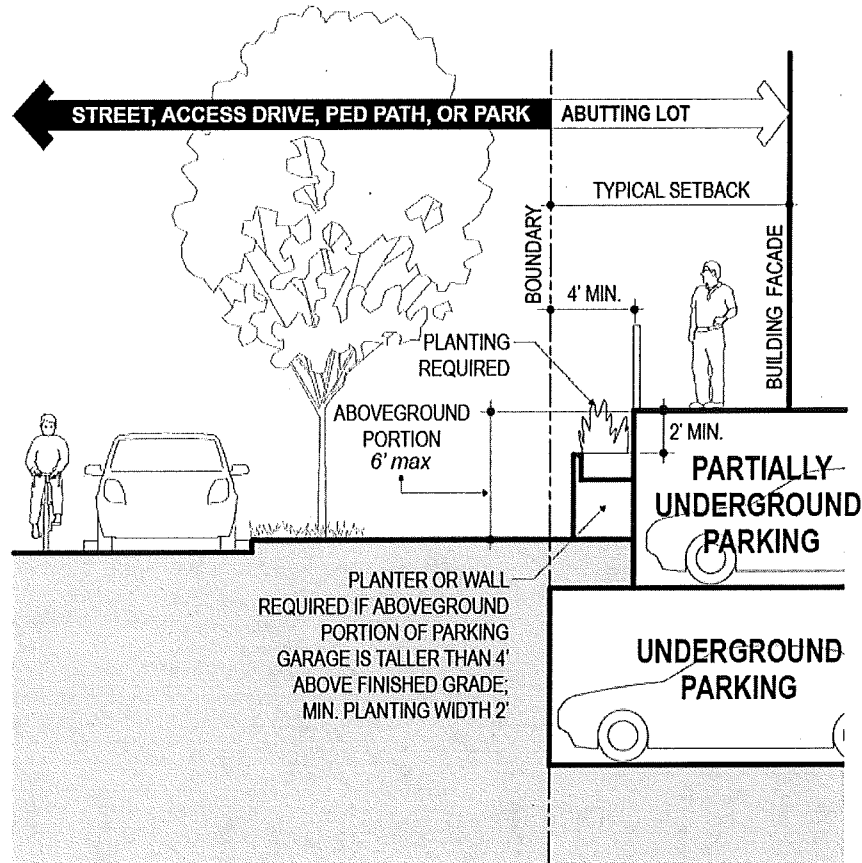 STREET, ACCESS DRIVE, PED PATH, OR PARK
ABUTTING LOT
TYPICAL SETBACK
BOUNDARY
4' MIN.
BUILDING FACADE
PLANTING
REQUIRED
ABOVEGROUND
PORTION
6' max
2' MIN.
PARTIALLY
UNDERGROUND
PARKING
PLANTER OR WALL
REQUIRED IF ABOVEGROUND
PORTION OF PARKING
GARAGE IS TALLER THAN 4'
ABOVE FINISHED GRADE;
MIN. PLANTING WIDTH 2'
UNDERGROUND
PARKING